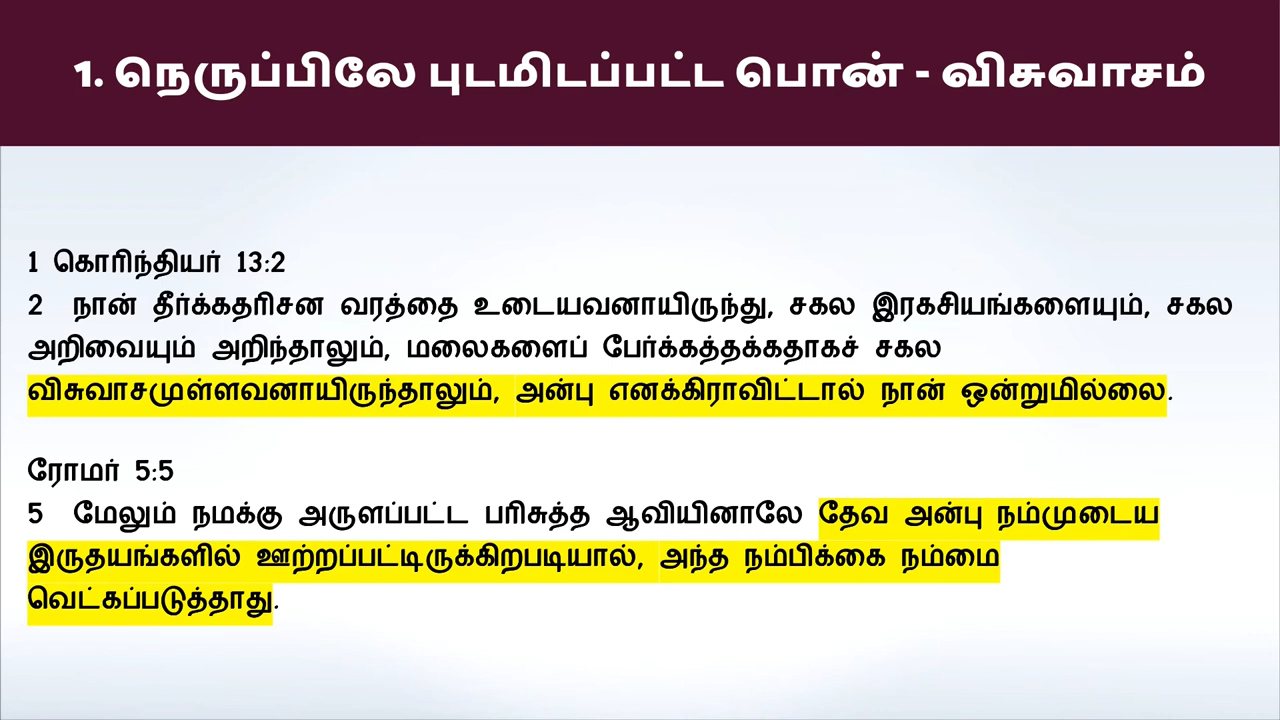 1. நெருப்பிலே புடமிடப்பட்ட பொன் - விசுவாசம்
1 கொரிந்தியர் 13:2
2 நான் தீர்க்கதரிசன வரத்தை உடையவனாயிருந்து, சகல இரகசியங்களையும், சகல
அறிவையும் அறிந்தாலும், மலைகளைப் பேர்க்கத்தக்கதாகச் சகல
விசுவாசமுள்ளவனாயிருந்தாலும், அன்பு எனக்கிராவிட்டால் நான் ஒன்றுமில்லை.
ரோமர் 5:5
5 மேலும் நமக்கு அருளப்பட்ட பரிசுத்த ஆவியினாலே தேவ அன்பு நம்முடைய
இருதயங்களில் ஊற்றப்பட்டிருக்கிறபடியால், அந்த நம்பிக்கை நம்மை
வெட்கப்படுத்தாது.